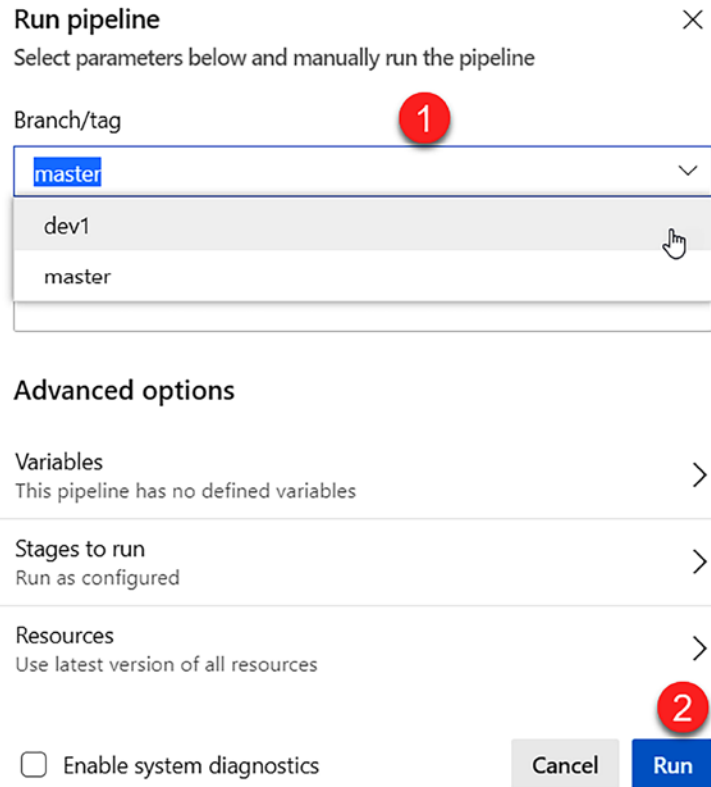 Run pipeline
Select parameters below and manually run the pipeline
Branch/tag
1
master
dev1
master
Advanced options
Variables
This pipeline has no defined variables
Stages to run
Run as configured
Resources
Use latest version of all resources
2
Enable system diagnostics
Cancel
Run